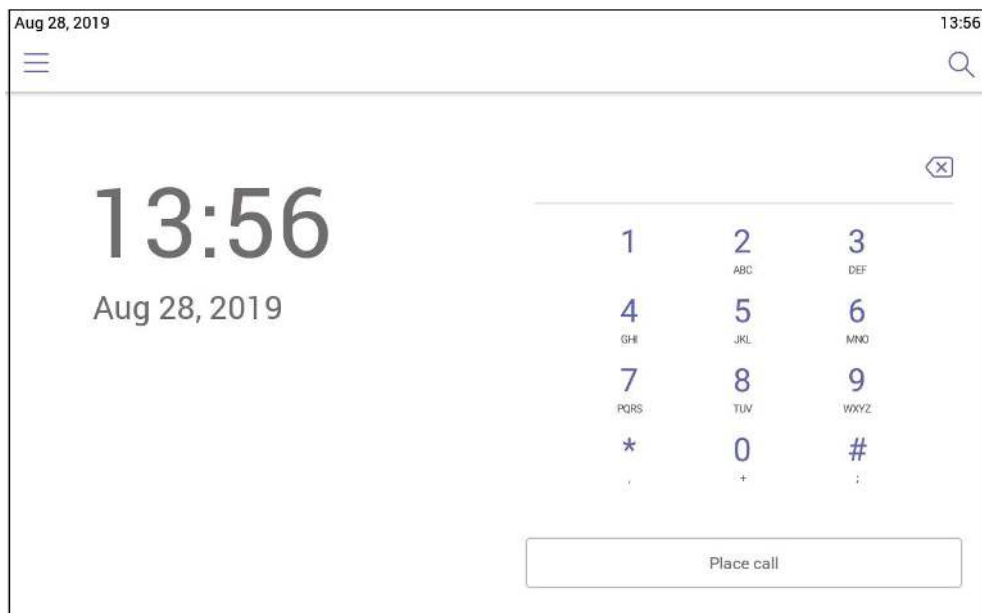 Aug 28, 2019 13:56
13:56
Aug 28, 2019
1 2 3
ABC DEF
4 5 6
GHI JKL MNO
7 8 9
PQRS TUV WXYZ
* 0 #
, + ;
Place call